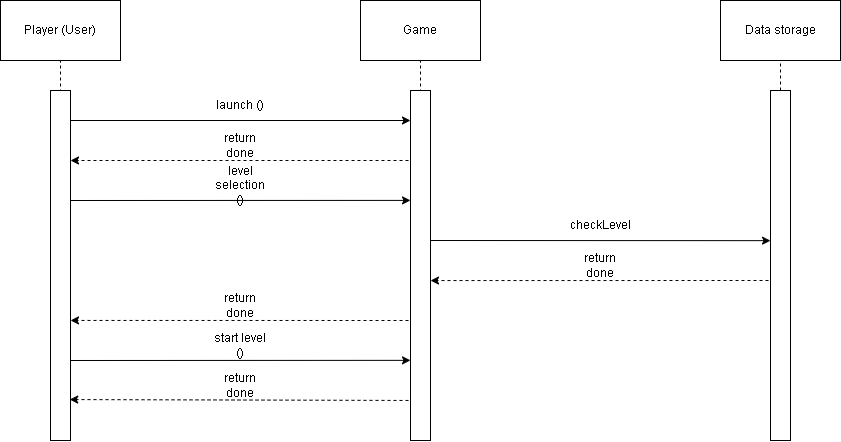 Player (User)
Game
Data storage
launch ()
return
done
level
selection
()
checkLevel
return
done
return
done
start level
()
return
done